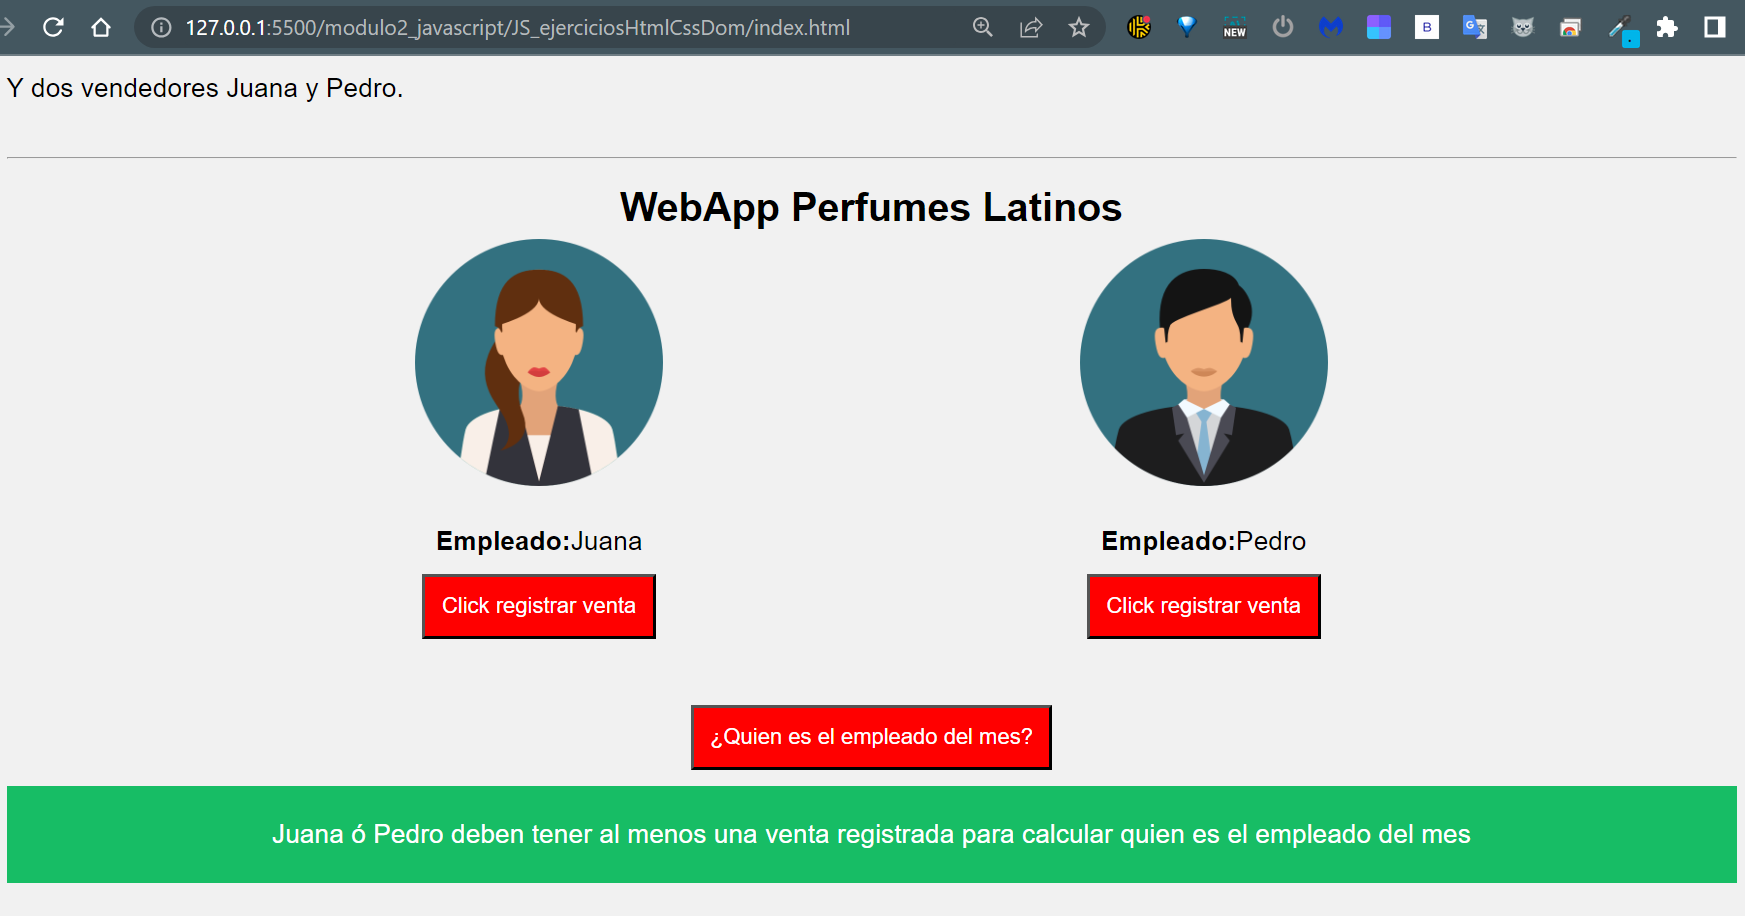 127.0.0.1:5500/modulo2_javascript/JS_ejerciciosHtmlCssDom/index.html
NEW
B
G
Y dos vendedores Juana y Pedro.
WebApp Perfumes Latinos
Empleado:Juana
Empleado:Pedro
Click registrar venta
Click registrar venta
¿Quien es el empleado del mes?
Juana ó Pedro deben tener al menos una venta registrada para calcular quien es el empleado del mes